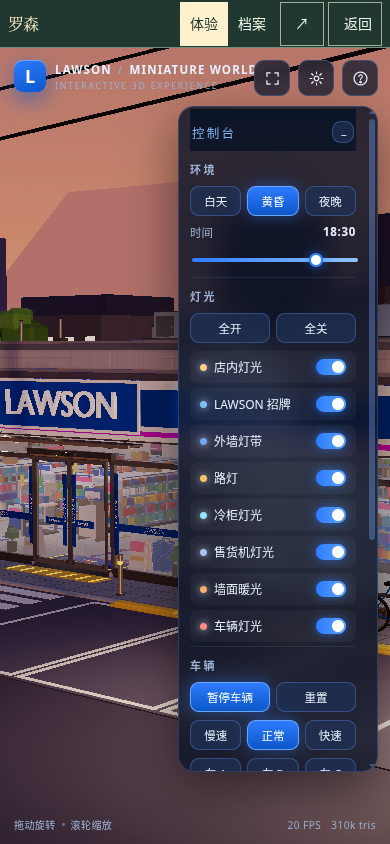 罗森
体验
档案
↗
返回
L
LAWSON / MINIATURE WORLD
INTERACTIVE 3D EXPERIENCE
控制台
环境
白天
黄昏
夜晚
时间
18:30
灯光
全开
全关
店内灯光
LAWSON 招牌
外墙灯带
路灯
冷柜灯光
售货机灯光
墙面暖光
车辆灯光
车辆
暂停车辆
重置
慢速
正常
快速
LAWSON
拖动旋转 • 滚轮缩放
20 FPS 310k tris